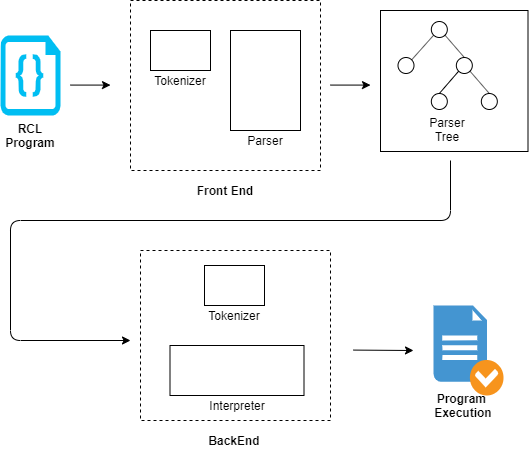 {}
RCL
Program
Tokenizer
Parser
Front End
Parser
Tree
Tokenizer
Interpreter
BackEnd
Program
Execution